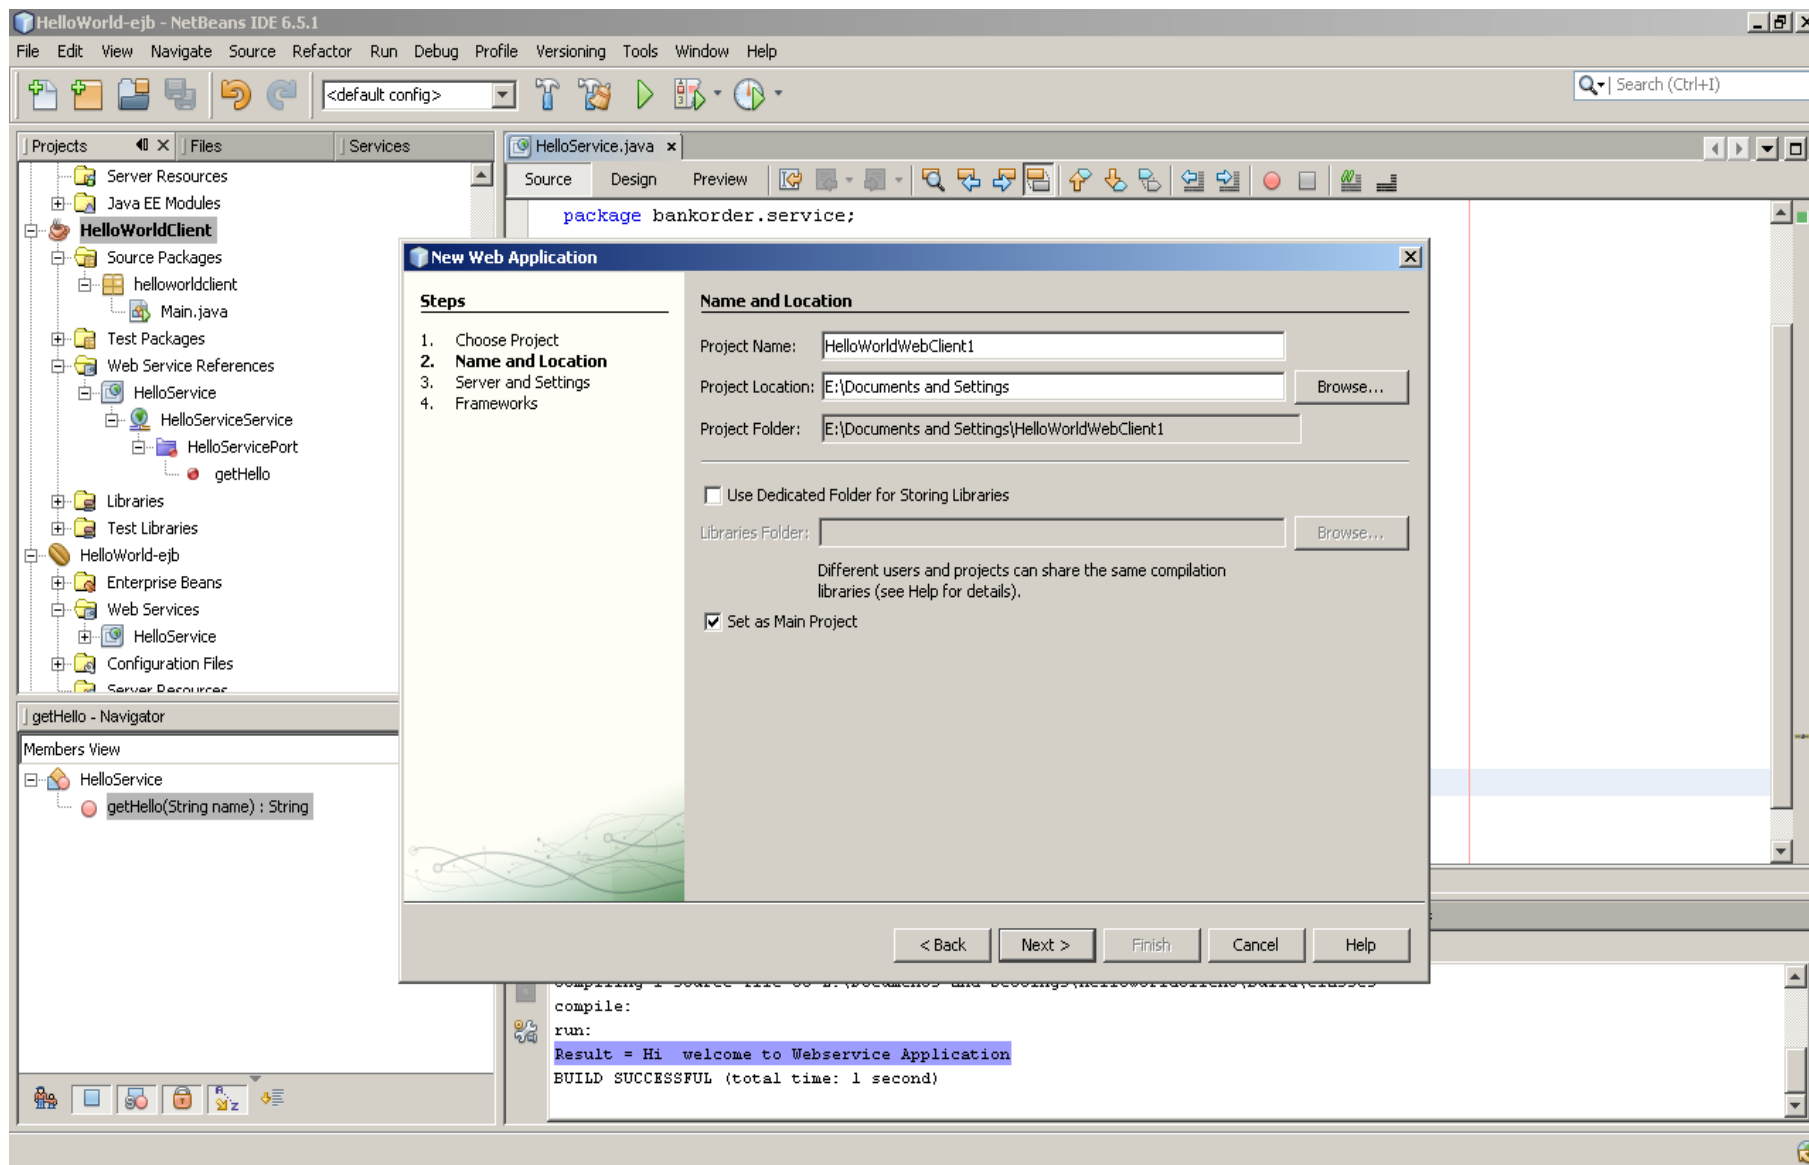 HelloWorld-ejb - NetBeans IDE 6.5.1
File Edit View Navigate Source Refactor Run Debug Profile Versioning Tools Window Help
<default config>
Search (Ctrl+I)
Projects
Files
Services
Server Resources
Java EE Modules
HelloWorldClient
Source Packages
helloworldclient
Main.java
Test Packages
Web Service References
HelloService
HelloServiceService
HelloServicePort
getHello
Libraries
Test Libraries
HelloWorld-ejb
Enterprise Beans
Web Services
HelloService
Configuration Files
Server Resources
getHello - Navigator
Members View
HelloService
getHello(String name) : String
HelloService.java
Source Design Preview
package bankorder.service;
New Web Application
Steps
1. Choose Project
2. Name and Location
3. Server and Settings
4. Frameworks
Name and Location
Project Name: HelloWorldWebClient1
Project Location: E:\Documents and Settings Browse...
Project Folder: E:\Documents and Settings\HelloWorldWebClient1
Use Dedicated Folder for Storing Libraries
Libraries Folder: Browse...
Different users and projects can share the same compilation
libraries (see Help for details).
Set as Main Project
< Back Next > Finish Cancel Help
compile:
run:
Result = Hi  welcome to Webservice Application
BUILD SUCCESSFUL (total time: 1 second)